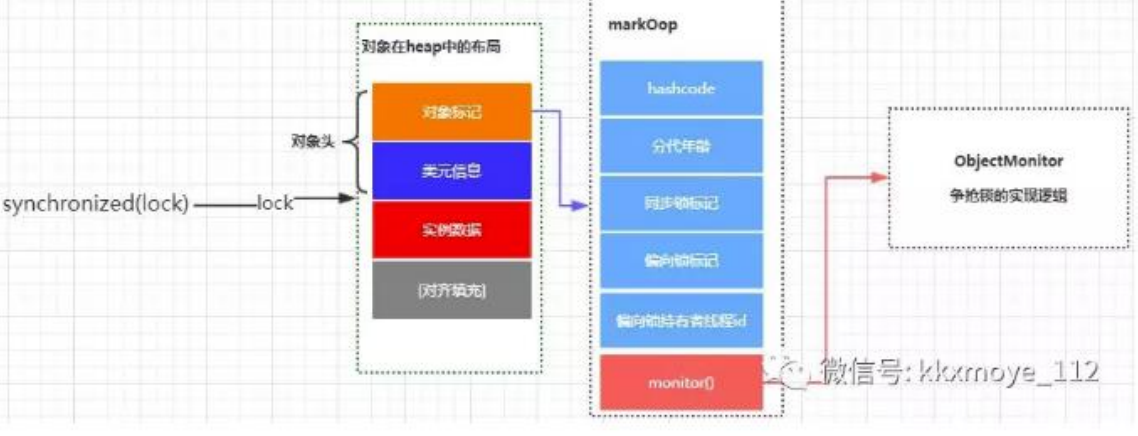 markOop
对象在heap中的布局
hashcode
对象标记
对象头
分代年龄
ObjectMonitor
美元信息
争抢锁的实现逻辑
synchronized(lock)
lock
同步锁标记
实例数据
偏向锁标记
(对齐填充)
偏向锁持有者线程id
monitor()
微信号: kkxmoye_112